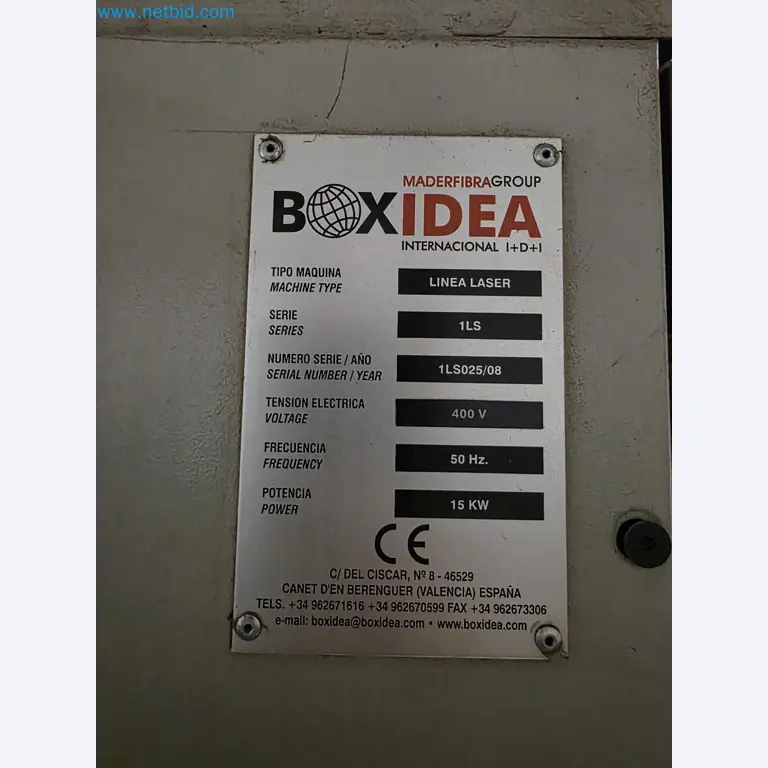 www.netbid.com
MADERFIBRAGROUP
BOXIDEA
INTERNACIONAL I+D+I
TIPO MAQUINA
MACHINE TYPE
LINEA LASER
SERIE
SERIES
1LS
NUMERO SERIE / AÑO
SERIAL NUMBER / YEAR
1LS025/08
TENSION ELECTRICA
VOLTAGE
400 V
FRECUENCIA
FREQUENCY
50 Hz.
POTENCIA
POWER
15 KW
CE
C/ DEL CISCAR, Nº 8 - 46529
CANET D'EN BERENGUER (VALENCIA) ESPAÑA
TELS. +34 962671616 +34 962670599 FAX +34 962673306
e-mail: boxidea@boxidea.com • www.boxidea.com